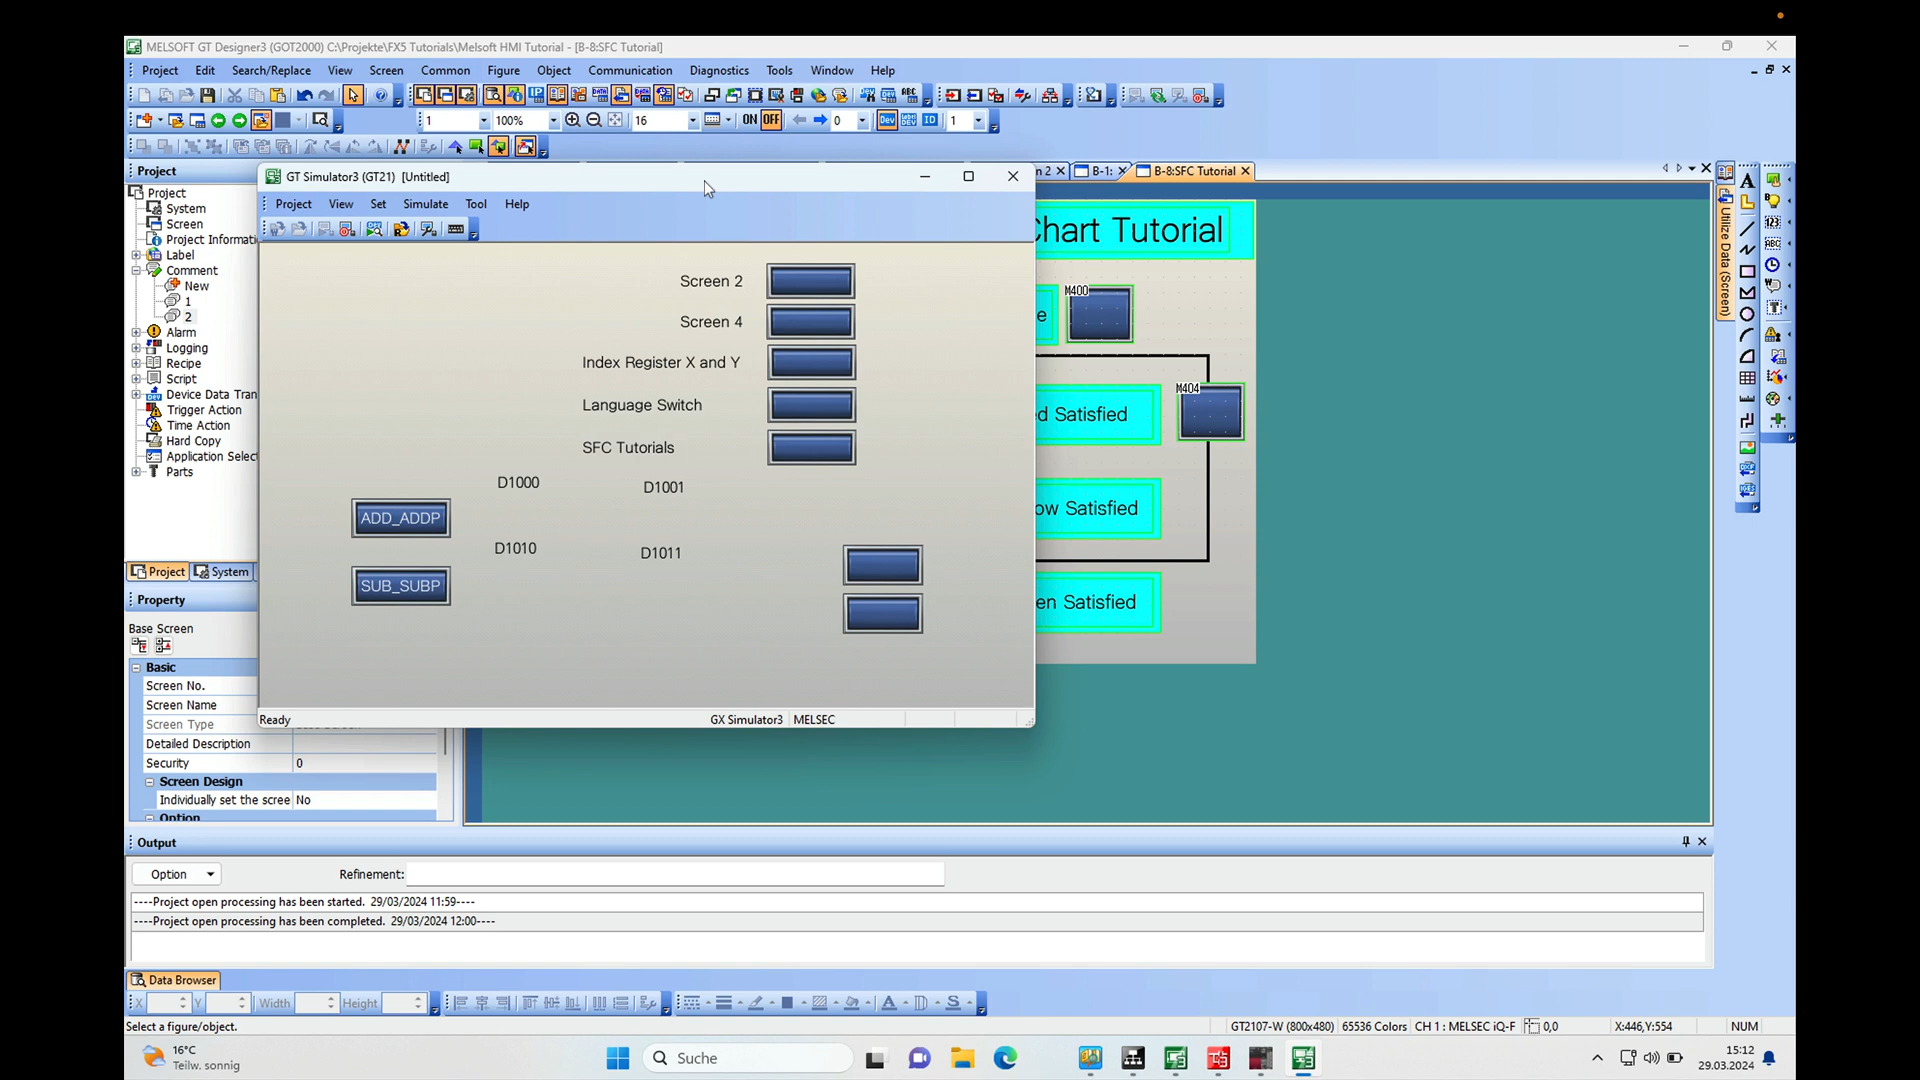 MELSOFT GT Designer3 (GOT2000) C:\Projekte\FX5 Tutorials\Melsoft HMI Tutorial - [B-8:SFC Tutorial]
Project Edit Search/Replace View Screen Common Figure Object Communication Diagnostics Tools Window Help
1 100% 16 ON OFF 0 Dev ID 1
Project
Project
System
Screen
Project Informati
Label
Comment
New
1
2
Alarm
Logging
Recipe
Script
Device Data Tran
Trigger Action
Time Action
Hard Copy
Application Selec
Parts
Project System
Property
Base Screen
Basic
Screen No.
Screen Name
Screen Type
Detailed Description
Security 0
Screen Design
Individually set the scree No
Option
GT Simulator3 (GT21) [Untitled]
Project View Set Simulate Tool Help
Screen 2
Screen 4
Index Register X and Y
Language Switch
SFC Tutorials
D1000 D1001
ADD_ADDP
D1010 D1011
SUB_SUBP
Ready GX Simulator3 MELSEC
n 2 B-1: B-8:SFC Tutorial
Chart Tutorial
e M400
ed Satisfied M404
ow Satisfied
en Satisfied
Utilize Data (Screen)
Output
Option Refinement:
----Project open processing has been started. 29/03/2024 11:59----
----Project open processing has been completed. 29/03/2024 12:00----
Data Browser
X Y Width Height
Select a figure/object. GT2107-W (800x480) 65536 Colors CH 1 : MELSEC iQ-F 0,0 X:446,Y:554 NUM
16°C
Teilw. sonnig
Suche
15:12
29.03.2024